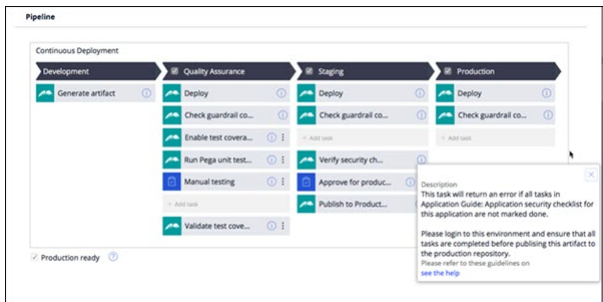 Pipeline
Continuous Deployment
Development
Quality Assurance
Staging
Production
Generate artifact
Deploy
Deploy
Deploy
Check guardrail co...
Check guardrail co...
Check guardrail co...
Enable test covera...
+ Add task
+ Add task
Run Pega unit test...
Verify security ch...
Manual testing
Approve for produc...
+ Add task
Publish to Product...
Validate test cove...
Production ready
Description
This task will return an error if all tasks in
Application Guide: Application security checklist for
this application are not marked done.
Please login to this environment and ensure that all
tasks are completed before publising this artifact to
the production repository.
Please refer to these guidelines on
see the help